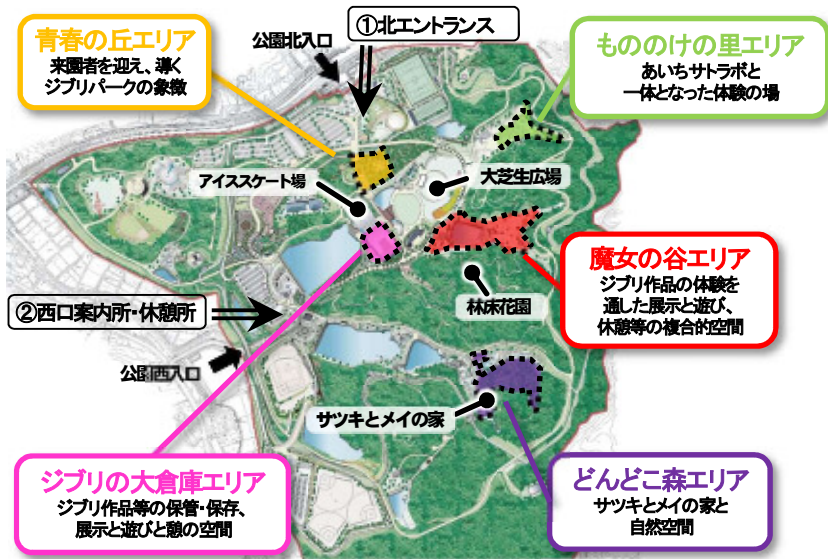 ①北エントランス
青春の丘エリア
来園者を迎え、導く
ジブリパークの象徴
公園北入口
もののけの里エリア
あいちサトラボと
一体となった体験の場
アイススケート場
大芝生広場
魔女の谷エリア
ジブリ作品の体験を
通した展示と遊び、
休憩等の複合的空間
林床花園
②西口案内所・休憩所
公園西入口
サツキとメイの家
ジブリの大倉庫エリア
ジブリ作品等の保管・保存、
展示と遊びと憩の空間
どんどこ森エリア
サツキとメイの家と
自然空間